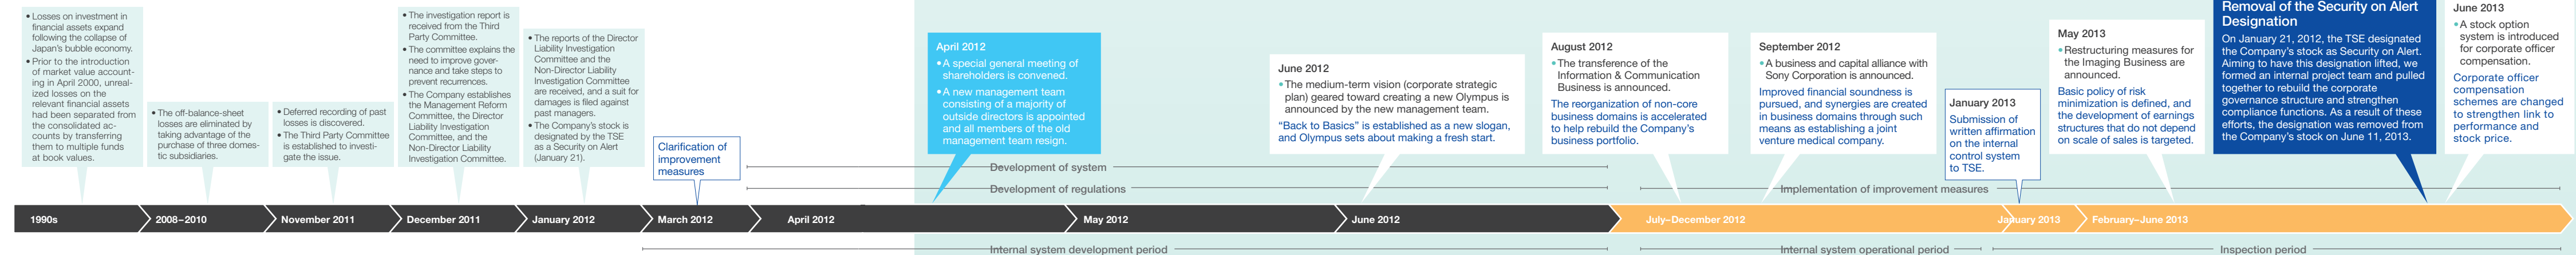 • Losses on investment in
financial assets expand
following the collapse of
Japan's bubble economy.
• Prior to the introduction
of market value account-
ing in April 2000, unreal-
ized losses on the
relevant financial assets
had been separated from
the consolidated ac-
counts by transferring
them to multiple funds
at book values.
• The off-balance-sheet
losses are eliminated by
taking advantage of the
purchase of three domes-
tic subsidiaries.
• Deferred recording of past
losses is discovered.
• The Third Party Committee
is established to investi-
gate the issue.
• The investigation report is
received from the Third
Party Committee.
• The committee explains the
need to improve gover-
nance and take steps to
prevent recurrences.
• The Company establishes
the Management Reform
Committee, the Director
Liability Investigation
Committee, and the
Non-Director Liability
Investigation Committee.
• The reports of the Director
Liability Investigation
Committee and the
Non-Director Liability
Investigation Committee
are received, and a suit for
damages is filed against
past managers.
• The Company's stock is
designated by the TSE
as a Security on Alert
(January 21).
Clarification of
improvement
measures
April 2012
• A special general meeting of
shareholders is convened.
• A new management team
consisting of a majority of
outside directors is appointed
and all members of the old
management team resign.
June 2012
• The medium-term vision (corporate strategic
plan) geared toward creating a new Olympus is
announced by the new management team.
“Back to Basics” is established as a new slogan,
and Olympus sets about making a fresh start.
August 2012
• The transference of the
Information & Communication
Business is announced.
The reorganization of non-core
business domains is accelerated
to help rebuild the Company's
business portfolio.
September 2012
• A business and capital alliance with
Sony Corporation is announced.
Improved financial soundness is
pursued, and synergies are created
in business domains through such
means as establishing a joint
venture medical company.
January 2013
Submission of
written affirmation
on the internal
control system
to TSE.
May 2013
• Restructuring measures for
the Imaging Business are
announced.
Basic policy of risk
minimization is defined, and
the development of earnings
structures that do not depend
on scale of sales is targeted.
Removal of the Security on Alert
Designation
On January 21, 2012, the TSE designated
the Company's stock as Security on Alert.
Aiming to have this designation lifted, we
formed an internal project team and pulled
together to rebuild the corporate
governance structure and strengthen
compliance functions. As a result of these
efforts, the designation was removed from
the Company's stock on June 11, 2013.
June 2013
• A stock option
system is introduced
for corporate officer
compensation.
Corporate officer
compensation
schemes are changed
to strengthen link to
performance and
stock price.
Development of system
Development of regulations
Implementation of improvement measures
1990s
2008–2010
November 2011
December 2011
January 2012
March 2012
April 2012
May 2012
June 2012
July–December 2012
January 2013
February–June 2013
Internal system development period
Internal system operational period
Inspection period